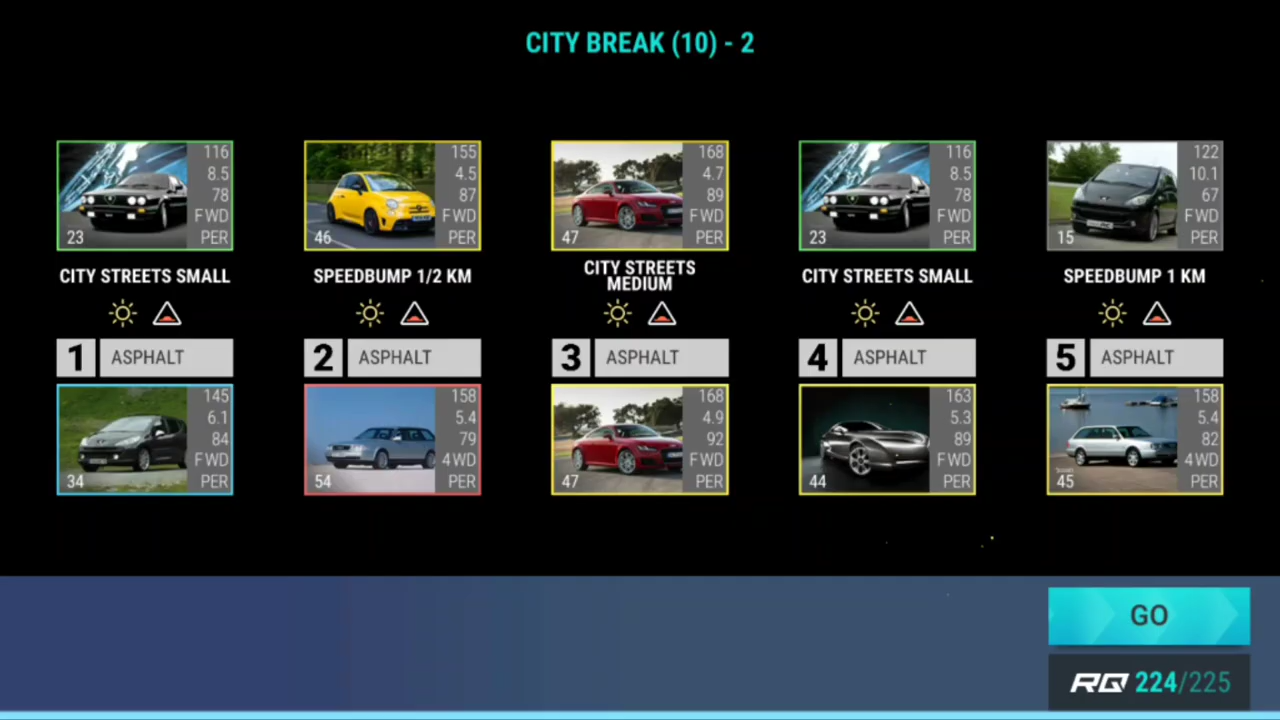 CITY BREAK (10) - 2
116
8.5
78
FWD
23 PER
155
4.5
87
FWD
46 PER
168
4.7
89
FWD
47 PER
116
8.5
78
FWD
23 PER
122
10.1
67
FWD
15 PER
CITY STREETS SMALL
SPEEDBUMP 1/2 KM
CITY STREETS
MEDIUM
CITY STREETS SMALL
SPEEDBUMP 1 KM
1 ASPHALT
2 ASPHALT
3 ASPHALT
4 ASPHALT
5 ASPHALT
145
6.1
84
FWD
34 PER
158
5.4
79
4WD
54 PER
168
4.9
92
FWD
47 PER
163
5.3
89
FWD
44 PER
158
5.4
82
4WD
45 PER
GO
RQ 224/225